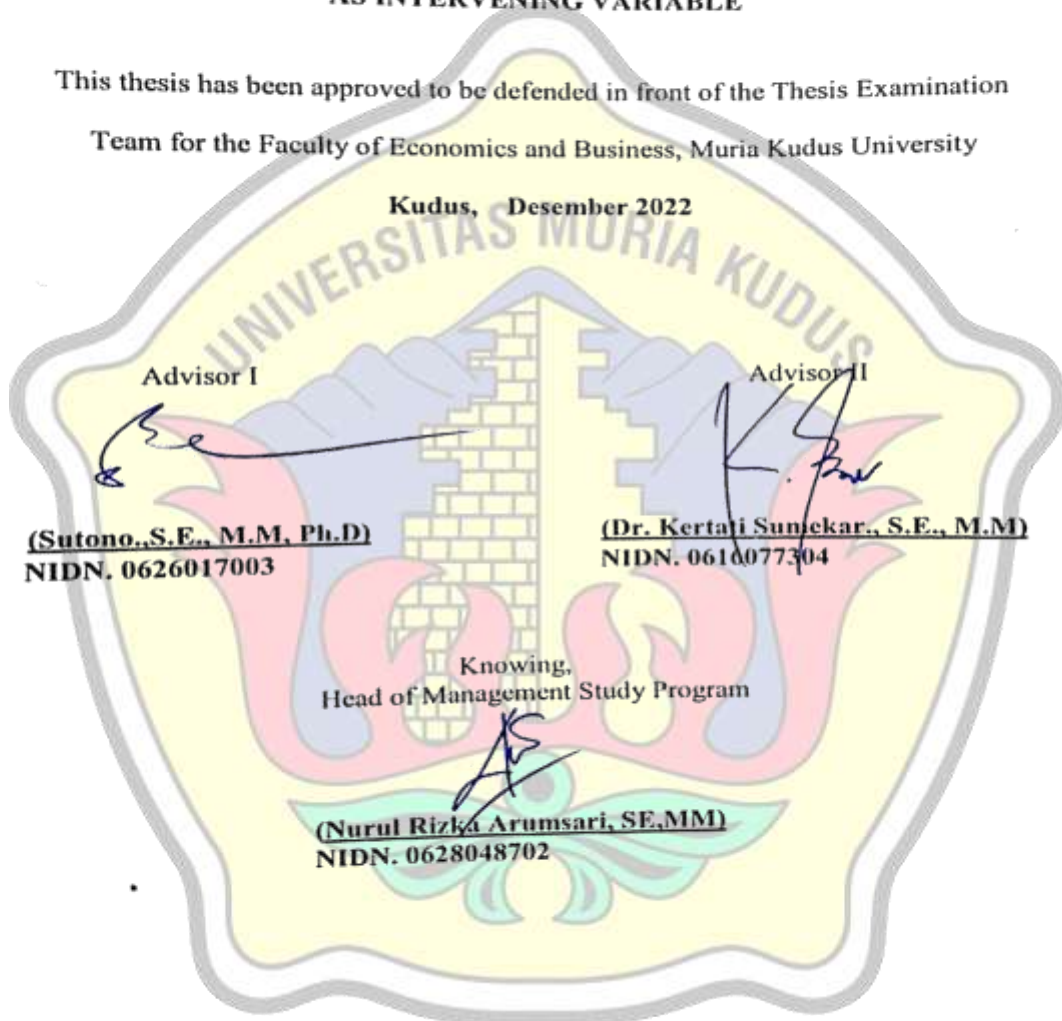 AS INTERVENING VARIABLE
This thesis has been approved to be defended in front of the Thesis Examination
Team for the Faculty of Economics and Business, Muria Kudus University
Kudus, Desember 2022
UNIVERSITAS MURIA KUDUS
Advisor I
Advisor II
(Sutono.,S.E., M.M, Ph.D)
NIDN. 0626017003
(Dr. Kertati Sumekar., S.E., M.M)
NIDN. 0616077304
Knowing,
Head of Management Study Program
(Nurul Rizka Arumsari, SE,MM)
NIDN. 0628048702